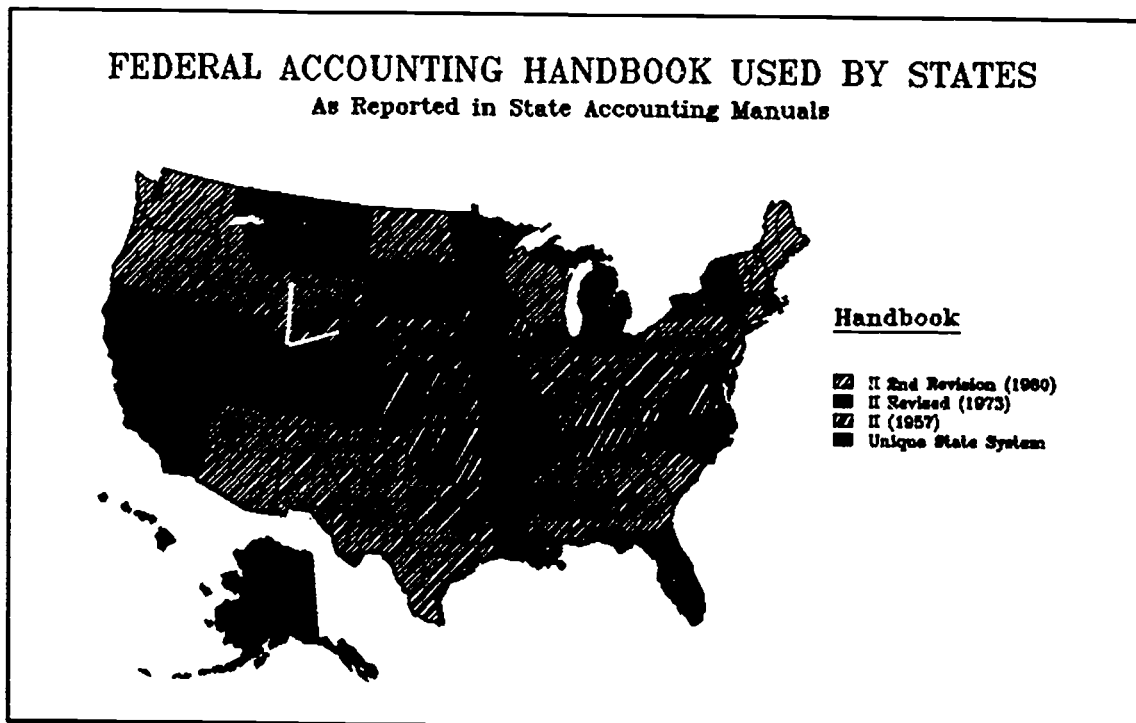 FEDERAL ACCOUNTING HANDBOOK USED BY STATES
As Reported in State Accounting Manuals
Handbook
II 2nd Revision (1980)
II Revised (1973)
II (1957)
Unique State System